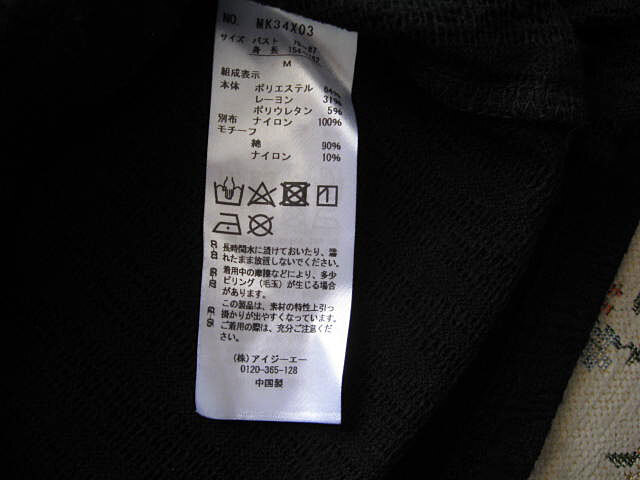 NO. MK34X03
サイズ バスト 79-87
身長 154-162
M
組成表示
本体 ポリエステル 64%
レーヨン 31%
ポリウレタン 5%
別布 ナイロン 100%
モチーフ
綿 90%
ナイロン 10%
長時間水に漬けておいたり、濡
れたまま放置しないでください。
着用中の摩擦などにより、多少
ピリング(毛玉)が生じる場合
があります。
この製品は、素材の特性上引っ
掛かりが出やすくなっています。
ご着用の際は、充分ご注意くださ
い。
(株)アイジーエー
0120-365-128
中国製